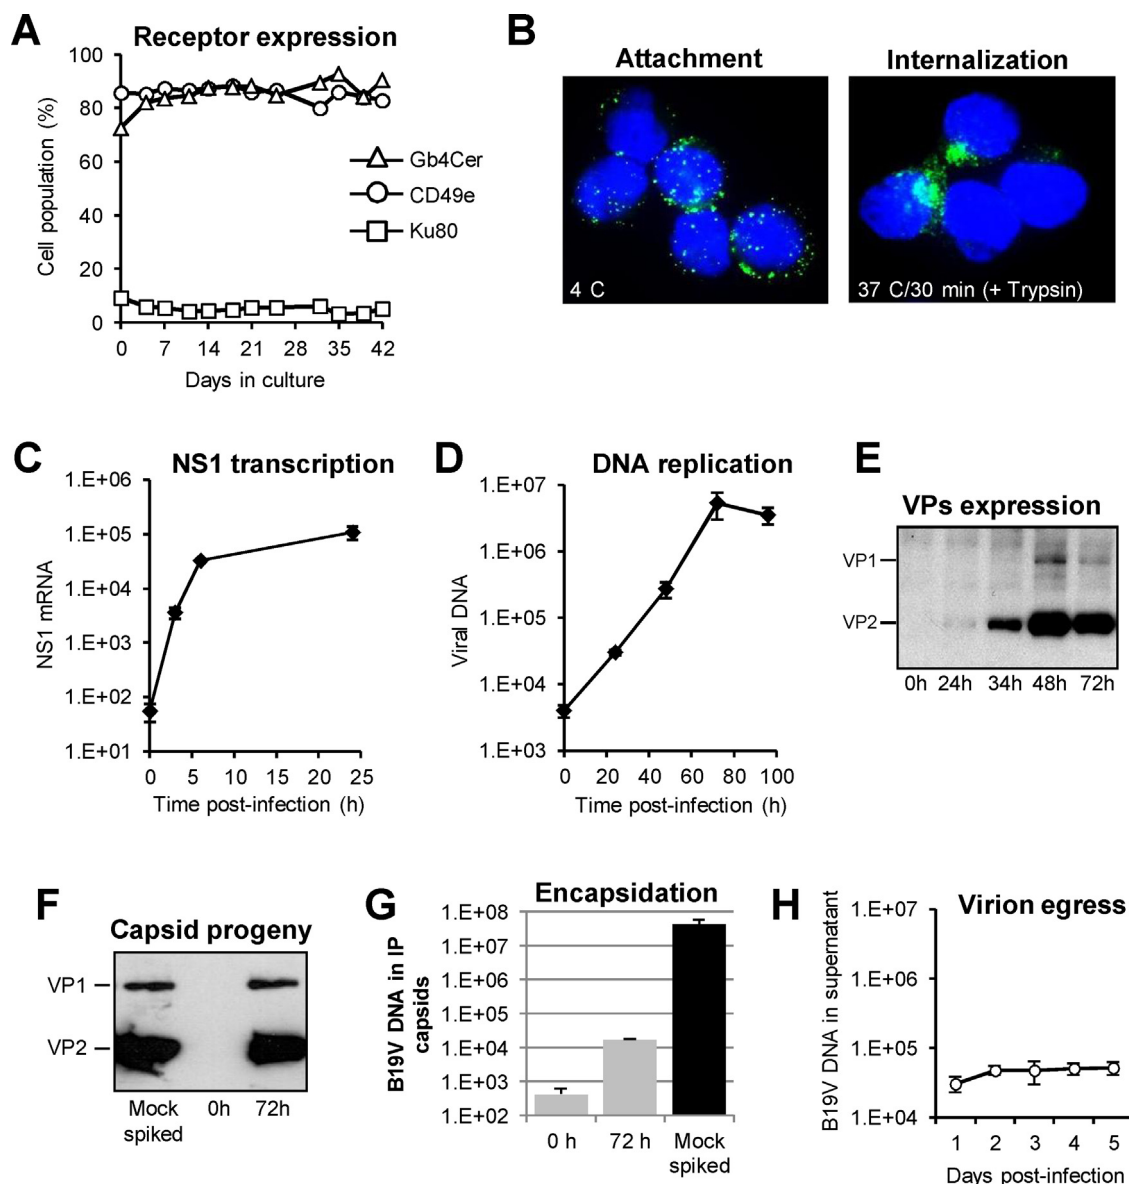 A
Receptor expression
100
80
60
40
20
0
Cell population (%)
Gb4Cer
CD49e
Ku80
0 7 14 21 28 35 42
Days in culture
B
Attachment
Internalization
4 C
37 C/30 min (+ Trypsin)
C
NS1 transcription
1.E+06
1.E+05
1.E+04
1.E+03
1.E+02
1.E+01
NS1 mRNA
0 5 10 15 20 25
Time post-infection (h)
D
DNA replication
1.E+07
1.E+06
1.E+05
1.E+04
1.E+03
Viral DNA
0 20 40 60 80 100
Time post-infection (h)
E
VPs expression
VP1
VP2
0h 24h 34h 48h 72h
F
Capsid progeny
VP1
VP2
Mock
spiked
0h
72h
G
Encapsidation
1.E+08
1.E+07
1.E+06
1.E+05
1.E+04
1.E+03
1.E+02
B19V DNA in IP
capsids
0 h
72 h
Mock
spiked
H
Virion egress
1.E+07
1.E+06
1.E+05
1.E+04
B19V DNA in supernatant
1 2 3 4 5
Days post-infection